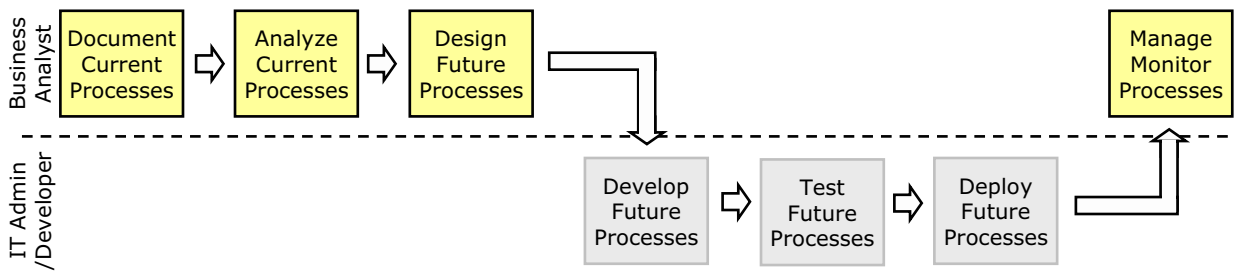 Business
Analyst
Document
Current
Processes
Analyze
Current
Processes
Design
Future
Processes
Manage
Monitor
Processes
IT Admin
/Developer
Develop
Future
Processes
Test
Future
Processes
Deploy
Future
Processes